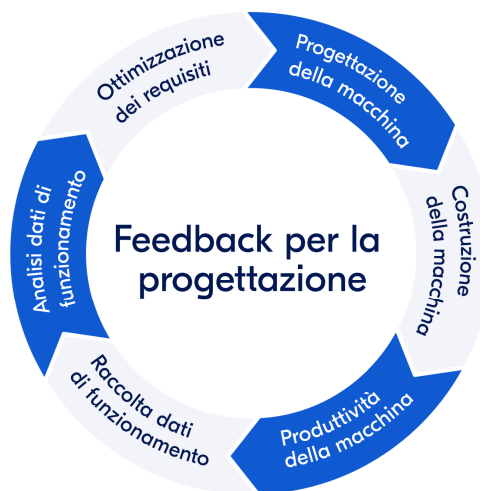 Feedback per la
progettazione
Progettazione
della macchina
Costruzione
della macchina
Produttività
della macchina
Raccolta dati
di funzionamento
Analisi dati di
funzionamento
Ottimizzazione
dei requisiti